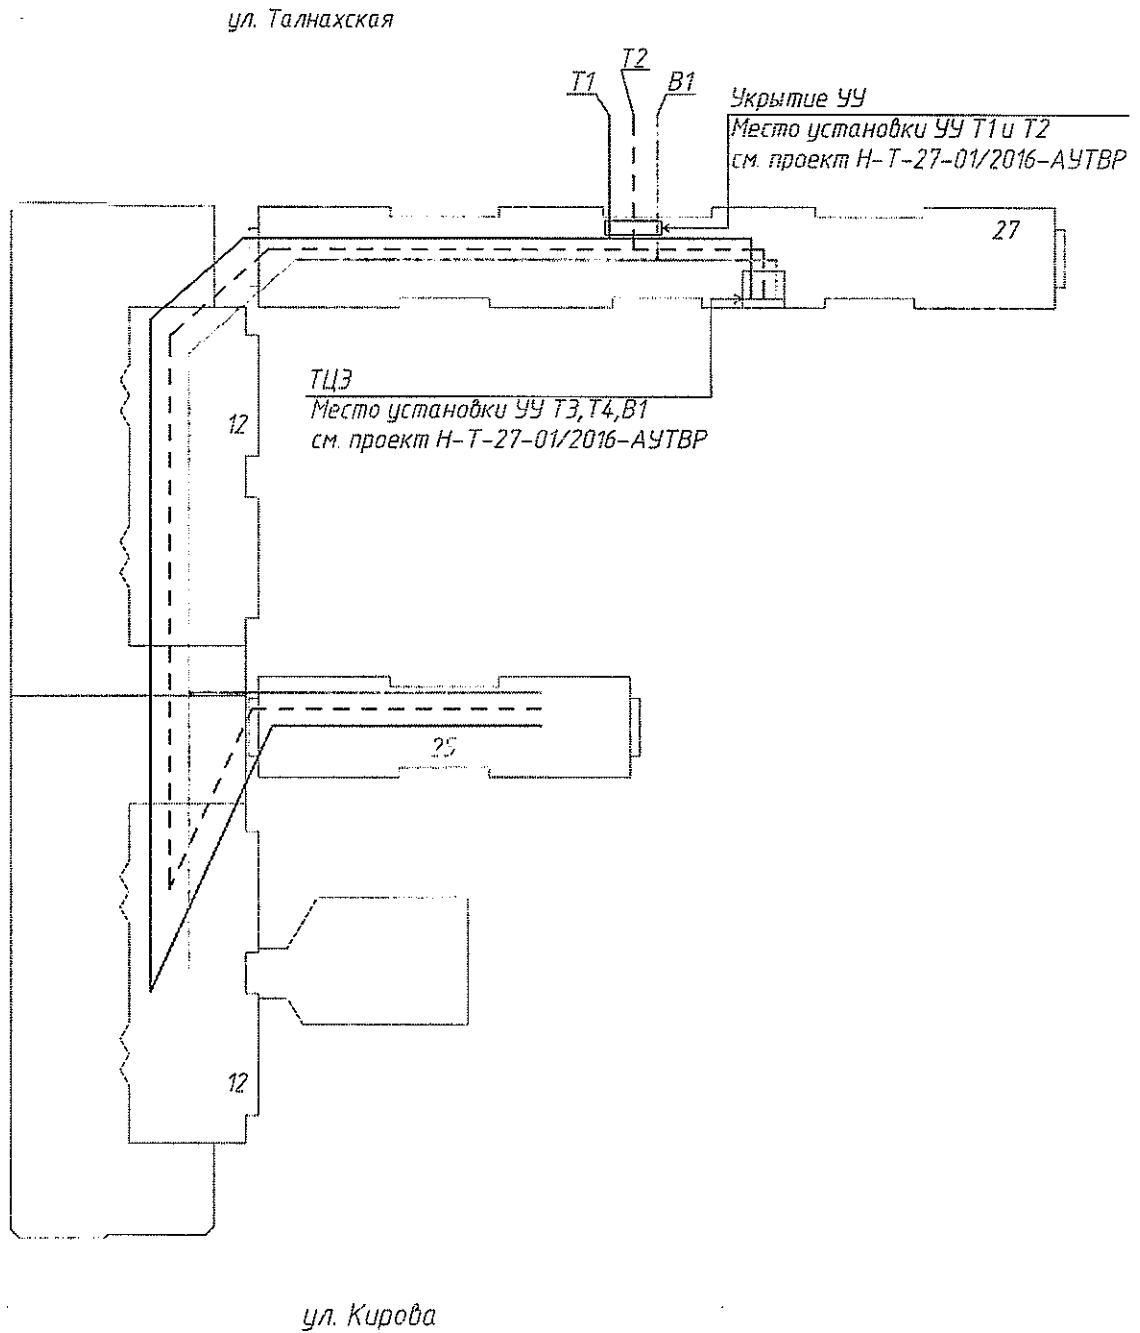 ул. Талнахская
Т2
Т1
В1
Укрытие УУ
Место установки УУ Т1 и Т2
см. проект Н-Т-27-01/2016-АУТВР
27
ТЦЭ
Место установки УУ Т3,Т4,В1
см. проект Н-Т-27-01/2016-АУТВР
12
25
12
ул. Кирова